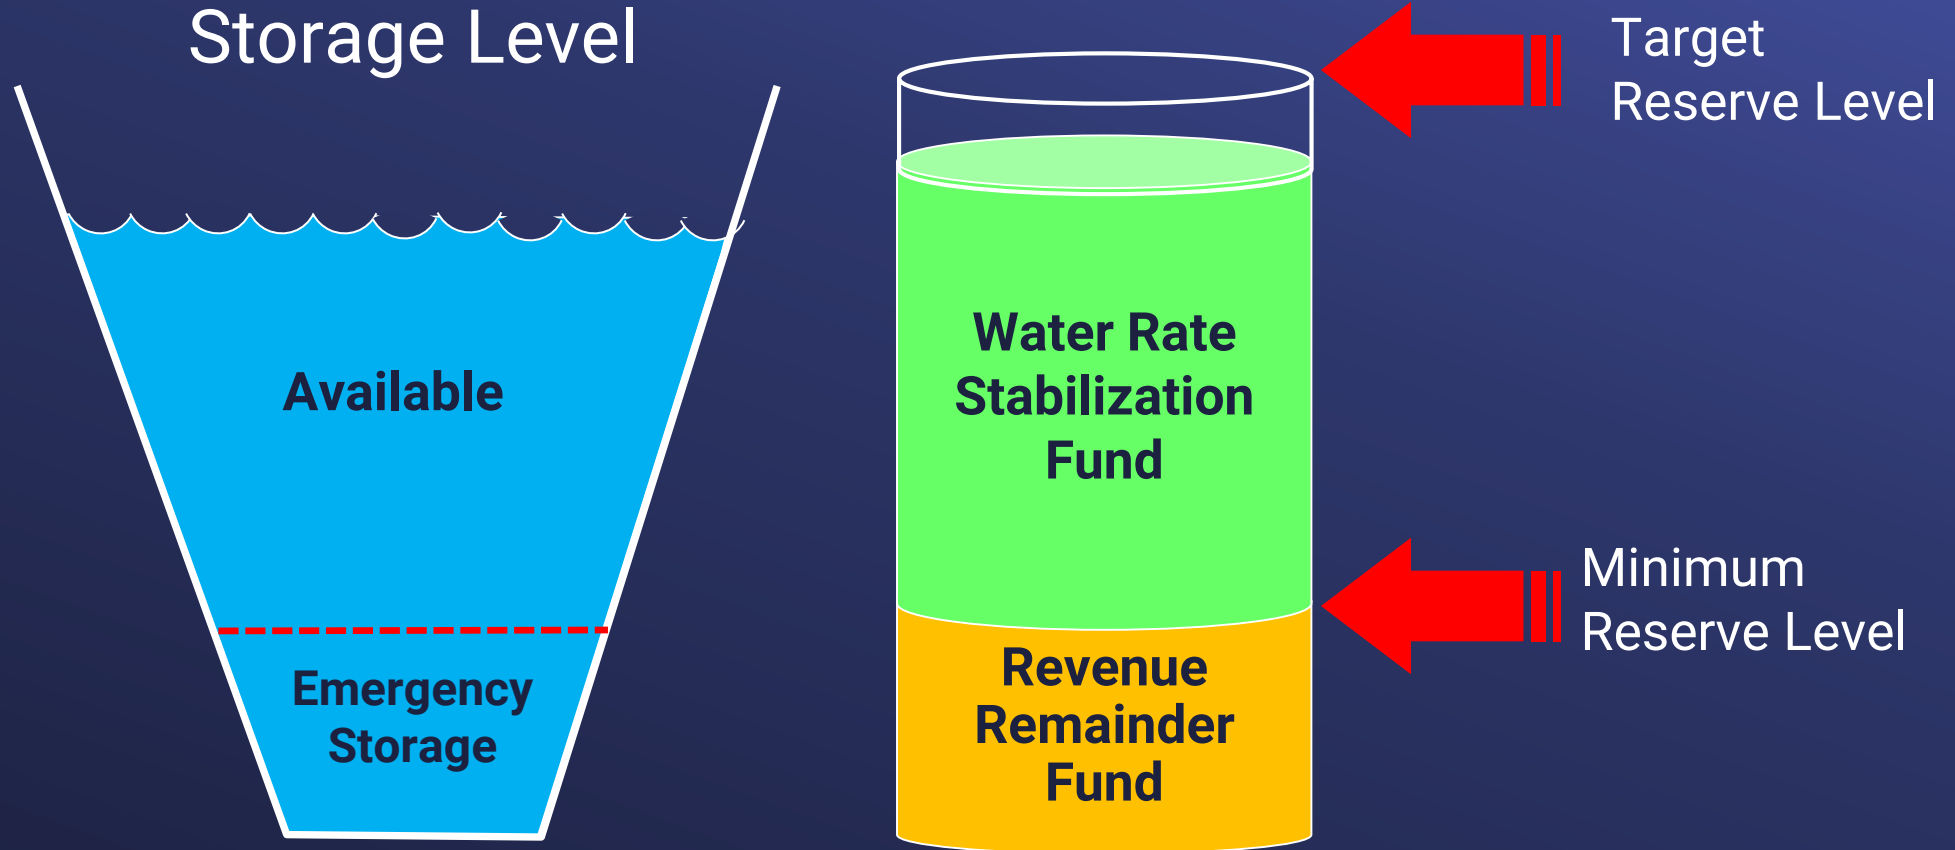 Storage Level
Available
Emergency
Storage
Water Rate
Stabilization
Fund
Revenue
Remainder
Fund
Target
Reserve Level
Minimum
Reserve Level